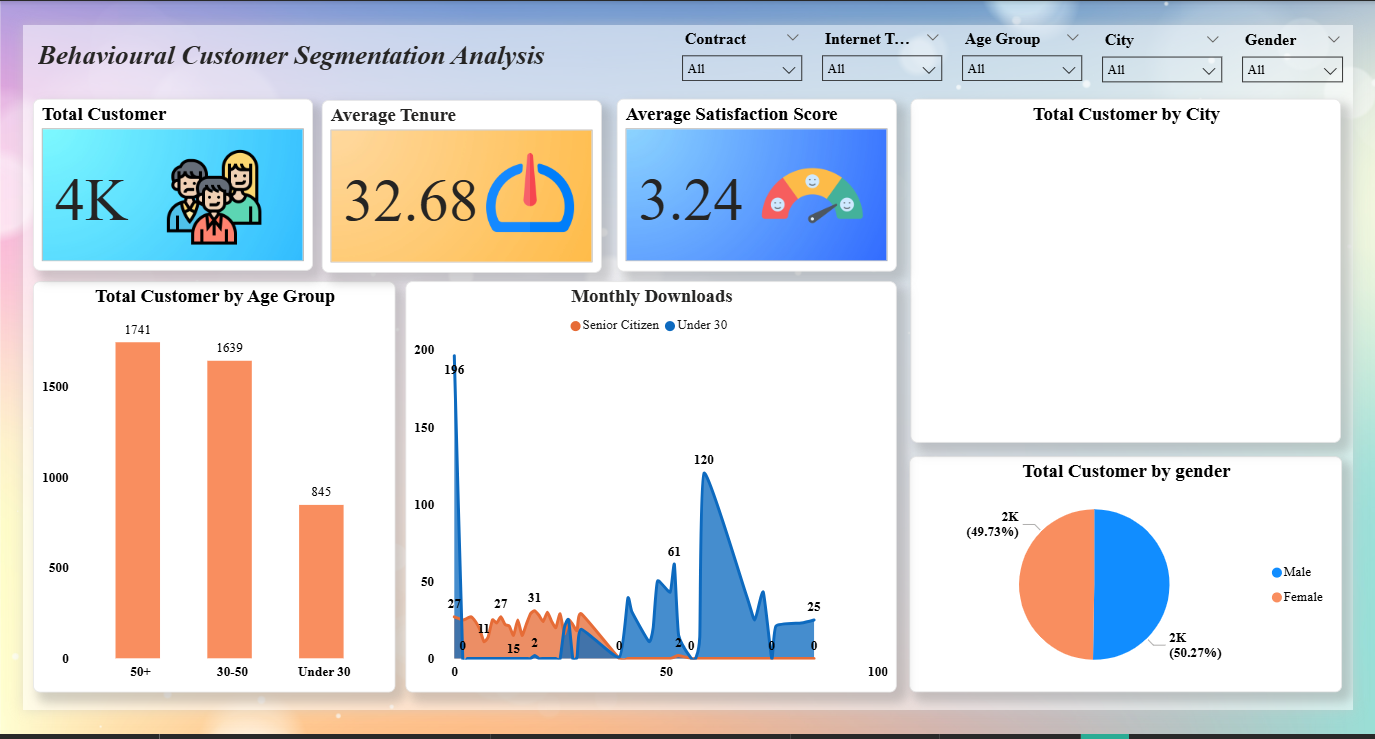 Behavioural Customer Segmentation Analysis
Contract
All
Internet T...
All
Age Group
All
City
All
Gender
All
Total Customer
4K
Average Tenure
32.68
Average Satisfaction Score
3.24
Total Customer by City
Total Customer by Age Group
1741
1639
845
1500
1000
500
0
50+
30-50
Under 30
Monthly Downloads
Senior Citizen
Under 30
200
150
100
50
0
196
27
0
11
27
15
31
2
0
61
2
0
120
0
25
0
0
50
100
Total Customer by gender
2K
(49.73%)
2K
(50.27%)
Male
Female